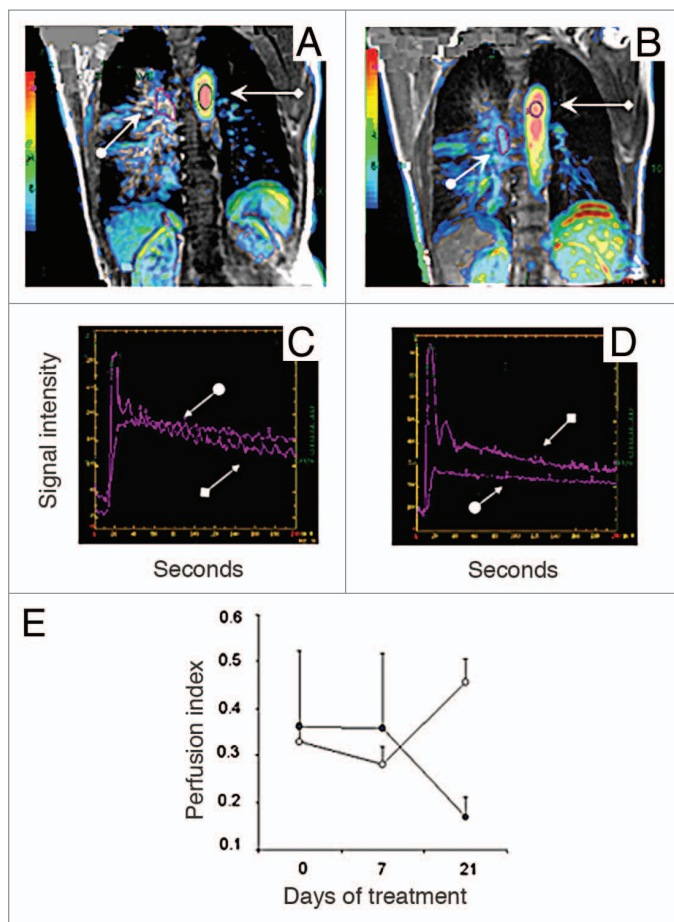 A
B
C
D
Signal intensity
Seconds
Seconds
E
0.6
0.5
0.4
0.3
0.2
0.1
Perfusion index
0
7
21
Days of treatment